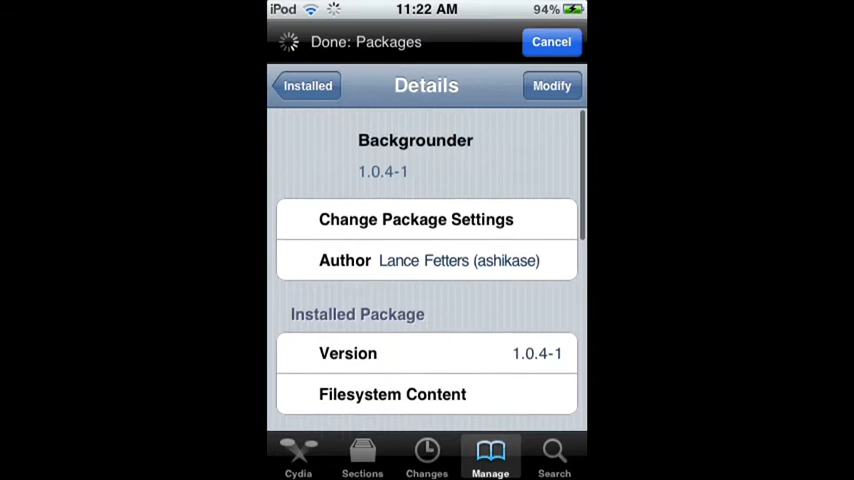 iPod 11:22 AM 94%
Done: Packages Cancel
Installed Details Modify
Backgrounder
1.0.4-1
Change Package Settings
Author Lance Fetters (ashikase)
Installed Package
Version 1.0.4-1
Filesystem Content
Cydia Sections Changes Manage Search